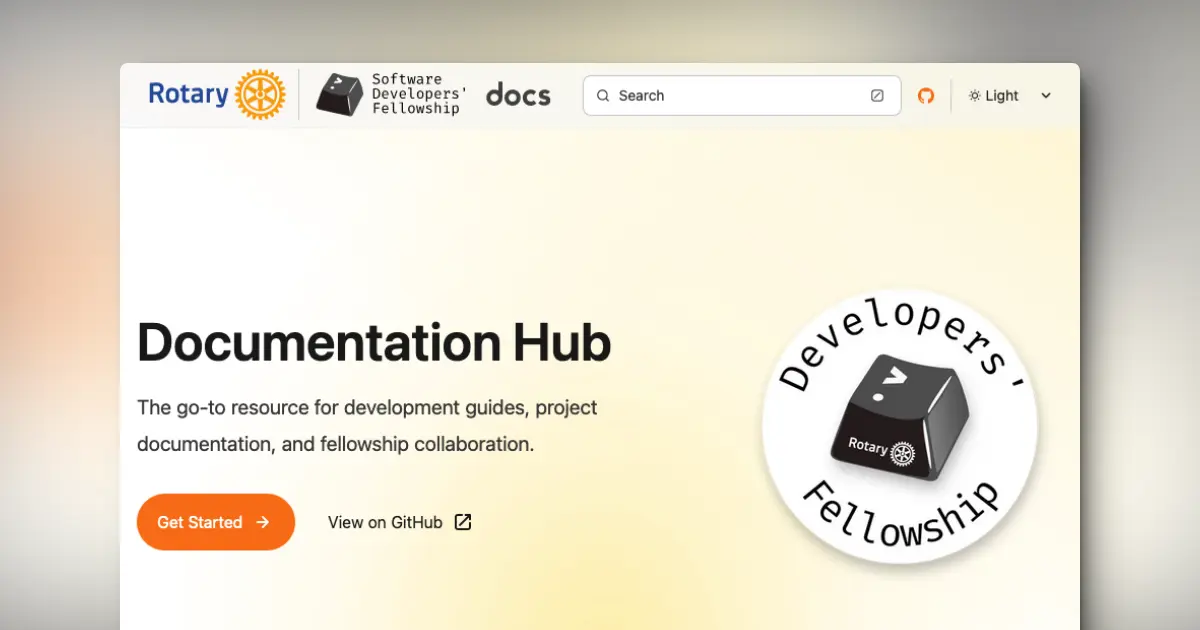 Rotary
Software
Developers'
Fellowship
docs
Search
Light
Documentation Hub
The go-to resource for development guides, project
documentation, and fellowship collaboration.
Get Started
View on GitHub
Developers'
Rotary
Fellowship